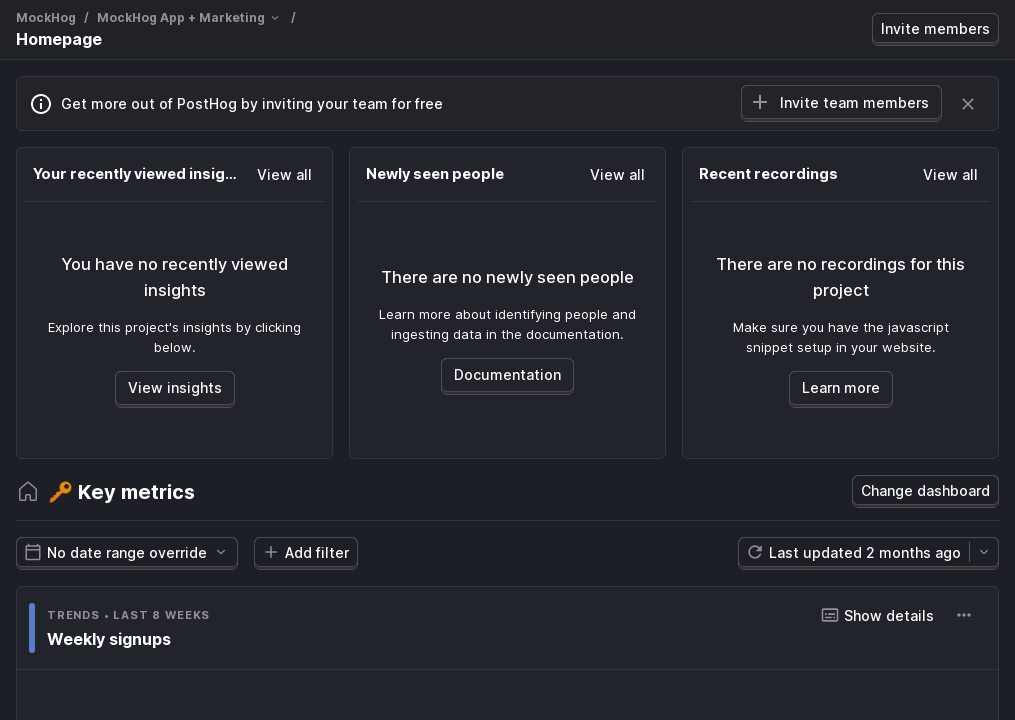 MockHog / MockHog App + Marketing /
Homepage
Invite members
Get more out of PostHog by inviting your team for free
Invite team members
Your recently viewed insig...
View all
You have no recently viewed
insights
Explore this project's insights by clicking
below.
View insights
Newly seen people
View all
There are no newly seen people
Learn more about identifying people and
ingesting data in the documentation.
Documentation
Recent recordings
View all
There are no recordings for this
project
Make sure you have the javascript
snippet setup in your website.
Learn more
🔑 Key metrics
Change dashboard
No date range override
Add filter
Last updated 2 months ago
TRENDS • LAST 8 WEEKS
Show details
Weekly signups